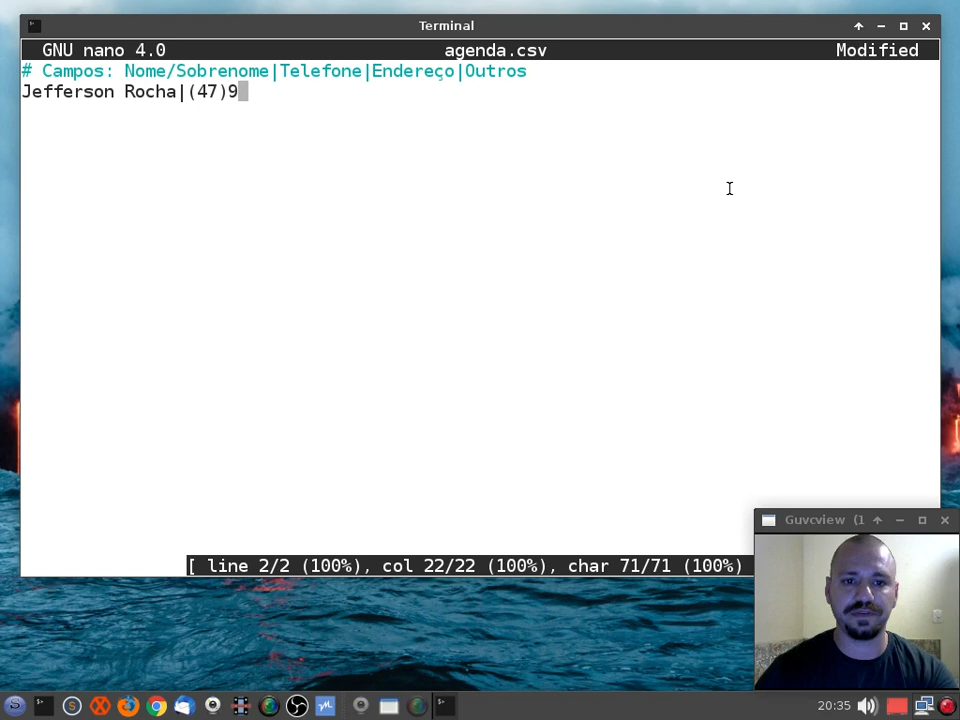 Terminal
GNU nano 4.0 agenda.csv Modified
# Campos: Nome/Sobrenome|Telefone|Endereço|Outros
Jefferson Rocha|(47)9
[ line 2/2 (100%), col 22/22 (100%), char 71/71 (100%)
Guvcview (1
20:35